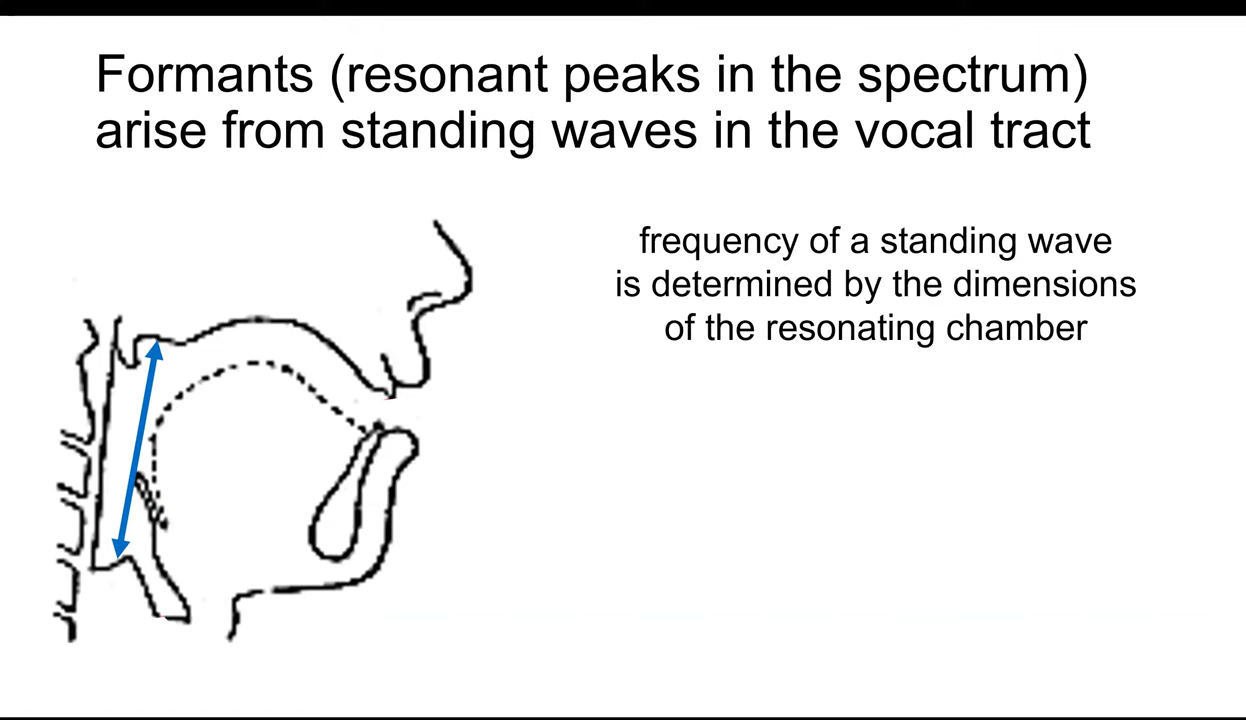 Formants (resonant peaks in the spectrum)
arise from standing waves in the vocal tract
frequency of a standing wave
is determined by the dimensions
of the resonating chamber